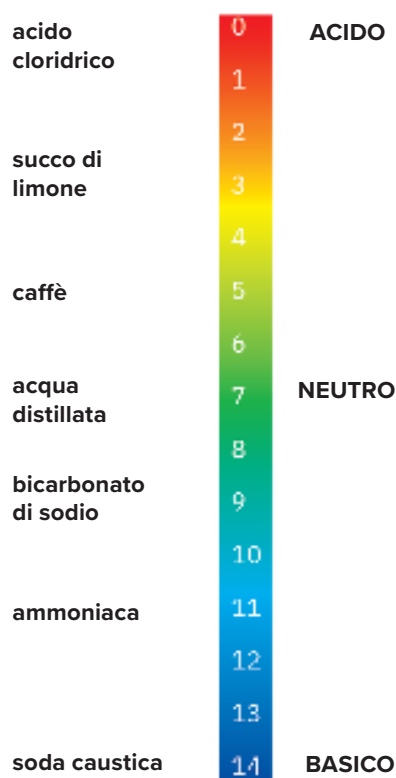 acido
cloridrico
0
ACIDO
1
2
succo di
limone
3
4
caffè
5
6
acqua
distillata
7
NEUTRO
8
bicarbonato
di sodio
9
10
ammoniaca
11
12
13
soda caustica
14
BASICO